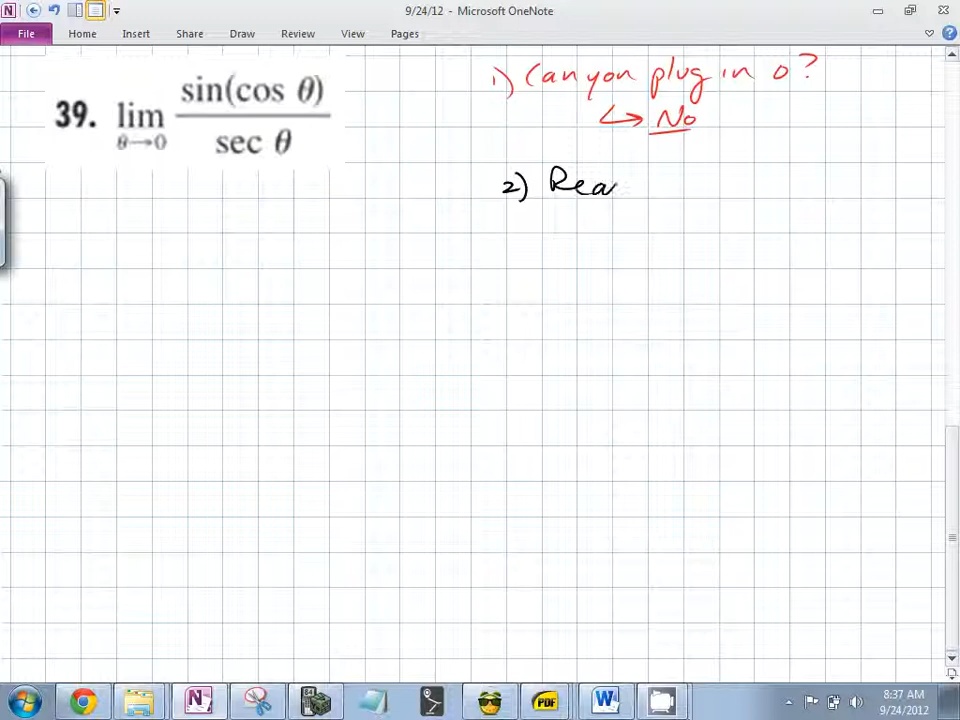 9/24/12 - Microsoft OneNote
File Home Insert Share Draw Review View Pages
39. lim θ→0 sin(cos θ) / sec θ
1) Can you plug in 0?
↳ No
2) Rea
8:37 AM
9/24/2012